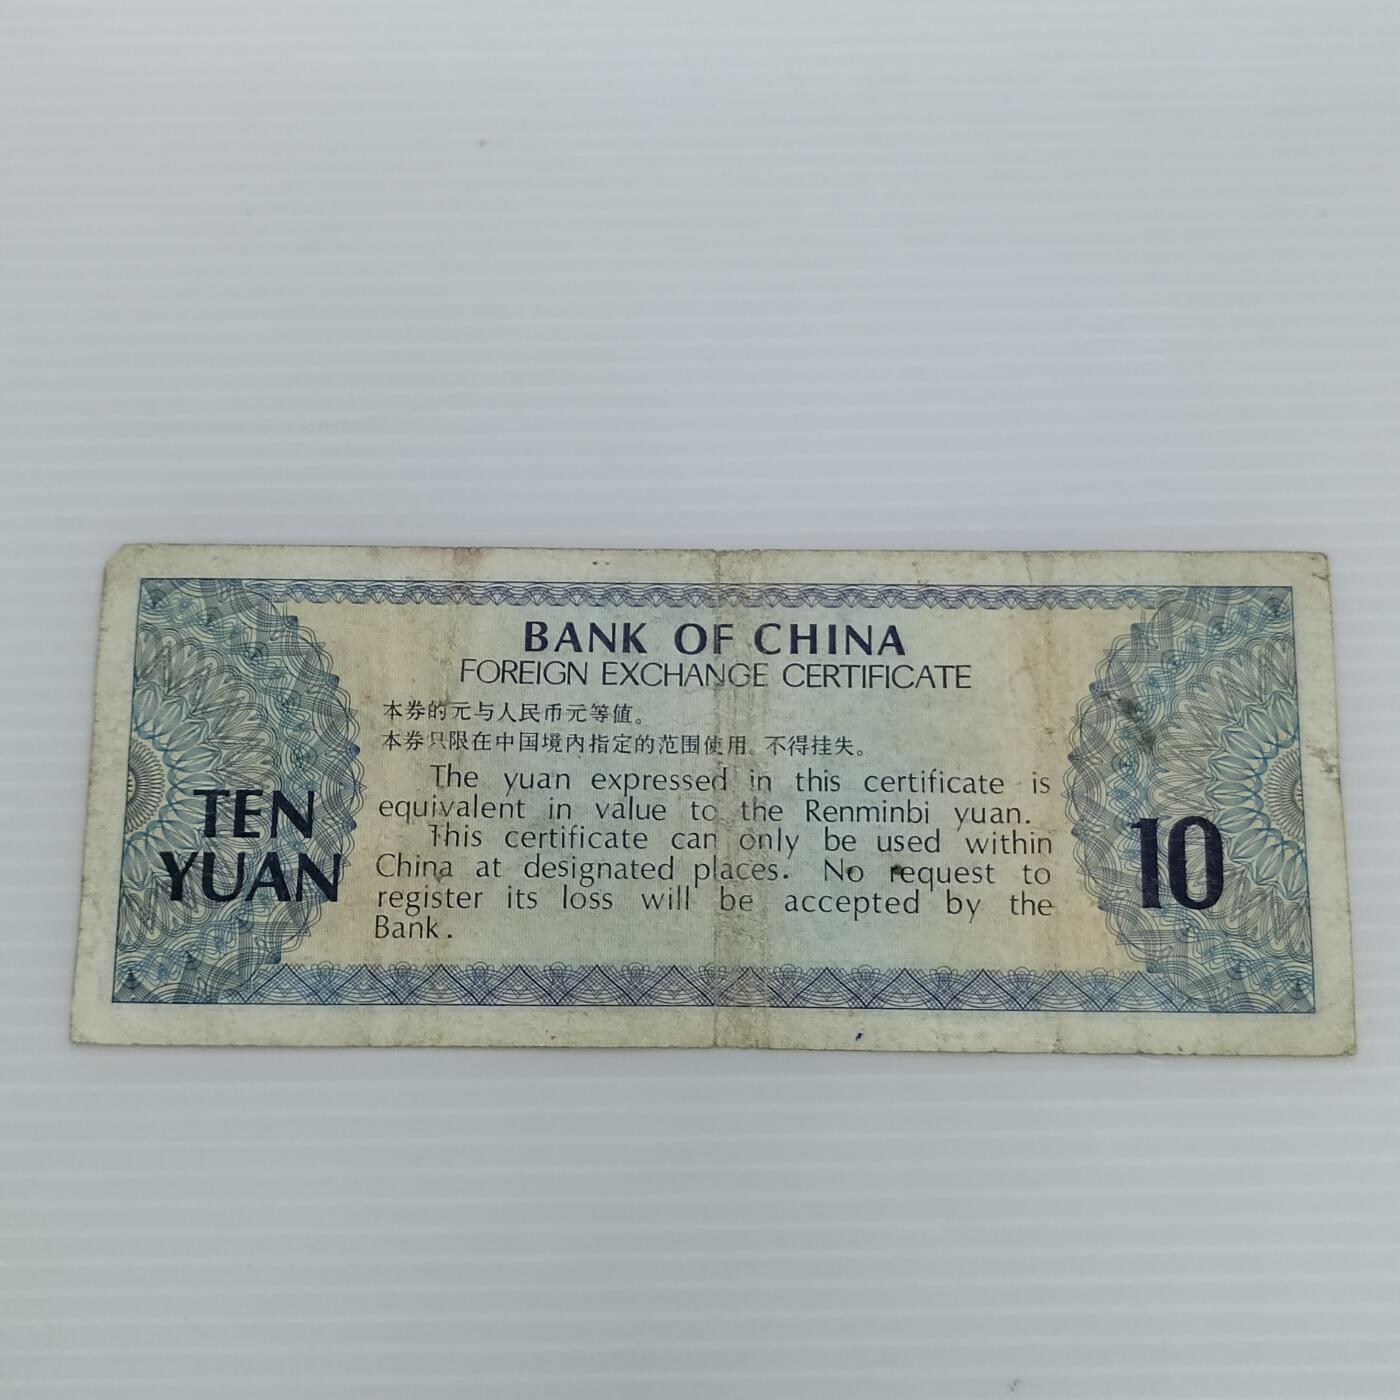 BANK OF CHINA
FOREIGN EXCHANGE CERTIFICATE
本券的元与人民币元等値。
本券只限在中国境内指定的范围使用。不得挂失。
The yuan expressed in this certificate is
equivalent in value to the Renminbi yuan.
This certificate can only be used within
China at designated places. No request to
register its loss will be accepted by the
Bank.
TEN
YUAN
10